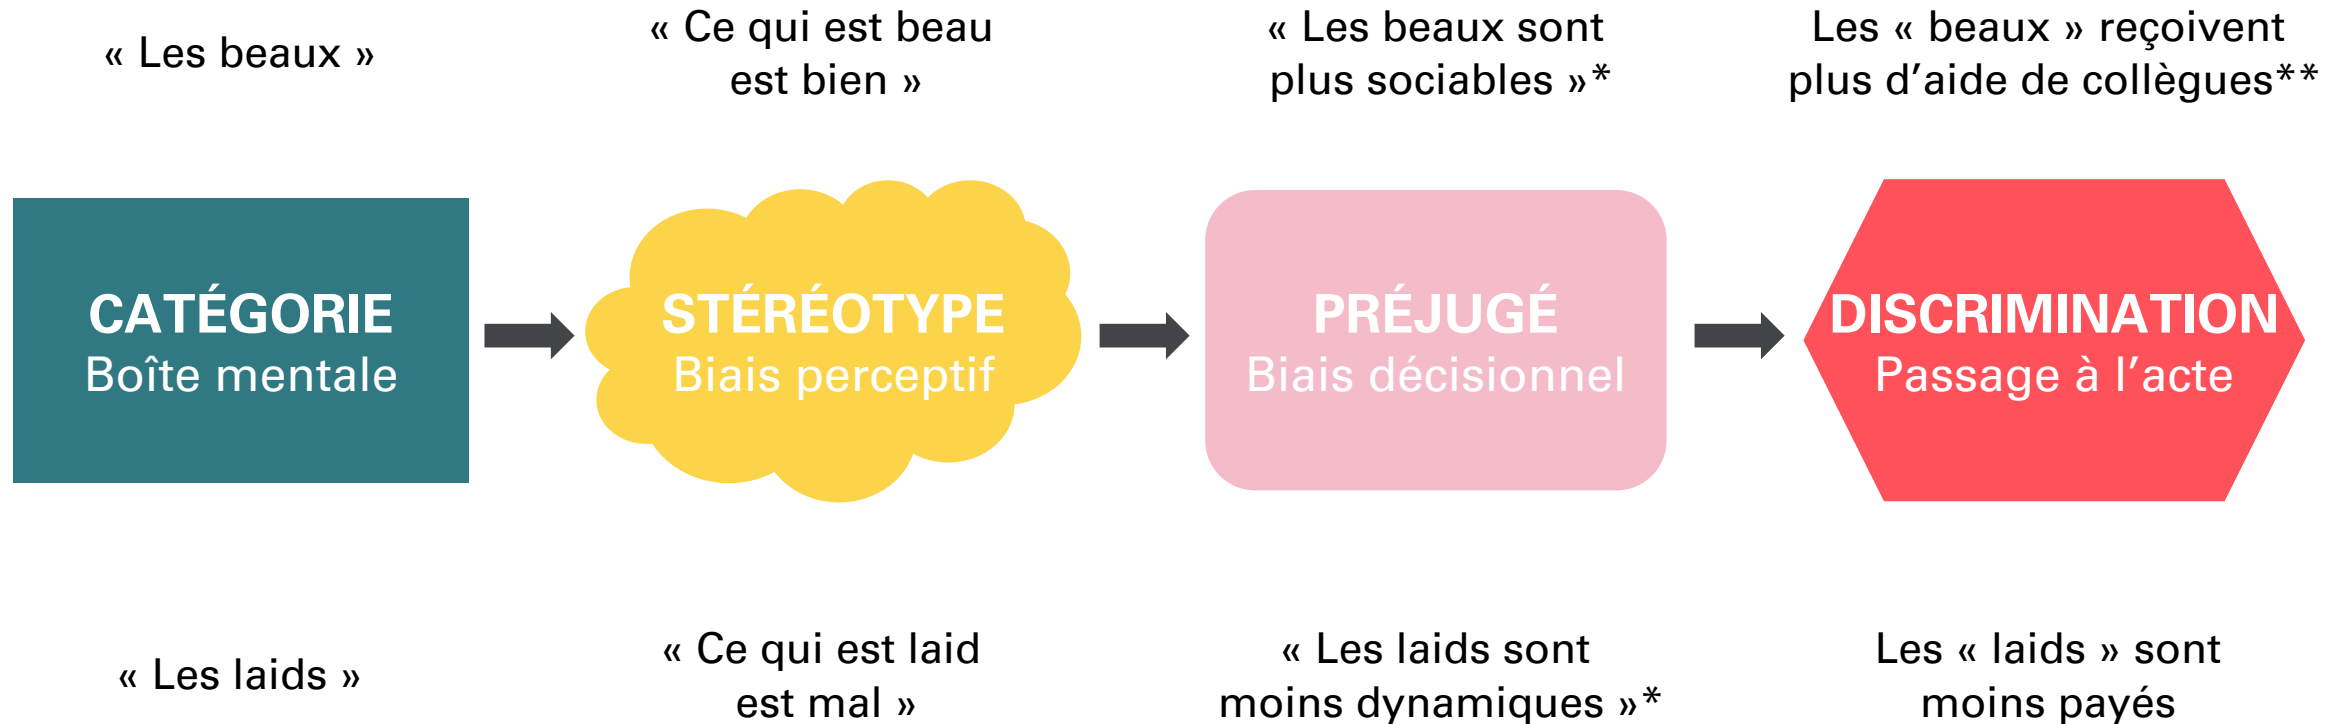 « Les beaux »
« Ce qui est beau
est bien »
« Les beaux sont
plus sociables »*
Les « beaux » reçoivent
plus d’aide de collègues**
CATÉGORIE
Boîte mentale
STÉRÉOTYPE
Biais perceptif
PRÉJUGÉ
Biais décisionnel
DISCRIMINATION
Passage à l’acte
« Les laids »
« Ce qui est laid
est mal »
« Les laids sont
moins dynamiques »*
Les « laids » sont
moins payés